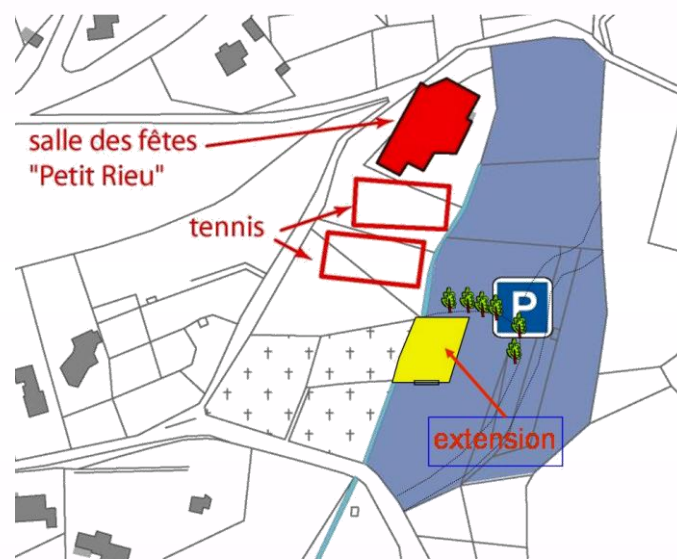 salle des fêtes
"Petit Rieu"
tennis
P
extension